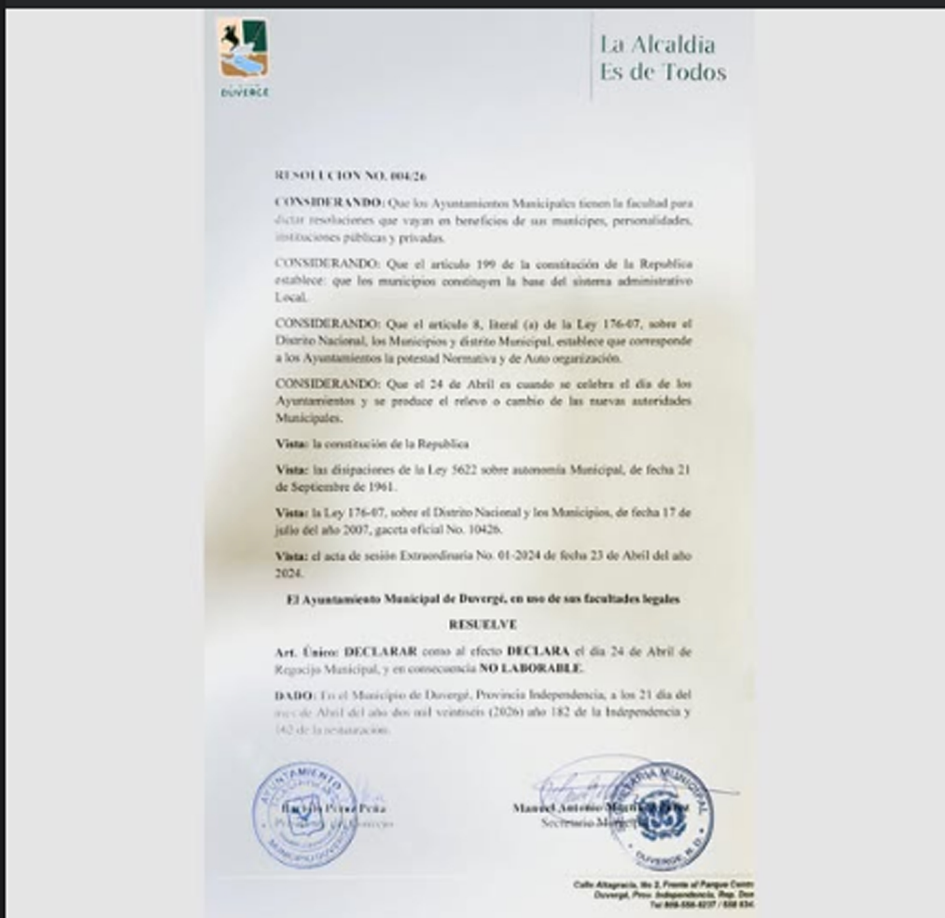 DUVERGÉ
La Alcaldia
Es de Todos
RESOLUCION NO. 004/26
CONSIDERANDO: Que los Ayuntamientos Municipales tienen la facultad para
dictar resoluciones que vayan en beneficios de sus munícipes, personalidades,
instituciones públicas y privadas.
CONSIDERANDO: Que el artículo 199 de la constitución de la Republica
establece: que los municipios constituyen la base del sistema administrativo
Local.
CONSIDERANDO: Que el artículo 8, literal (a) de la Ley 176-07, sobre el
Distrito Nacional, los Municipios y distrito Municipal, establece que corresponde
a los Ayuntamientos la potestad Normativa y de Auto organización.
CONSIDERANDO: Que el 24 de Abril es cuando se celebra el día de los
Ayuntamientos y se produce el relevo o cambio de las nuevas autoridades
Municipales.
Vista: la constitución de la Republica
Vista: las disipaciones de la Ley 5622 sobre autonomía Municipal, de fecha 21
de Septiembre de 1961.
Vista: la Ley 176-07, sobre el Distrito Nacional y los Municipios, de fecha 17 de
julio del año 2007, gaceta oficial No. 10426.
Vista: el acta de sesión Extraordinaria No. 01-2024 de fecha 23 de Abril del año
2024.
El Ayuntamiento Municipal de Duvergé, en uso de sus facultades legales
RESUELVE
Art. Único: DECLARAR como al efecto DECLARA el día 24 de Abril de
Regocijo Municipal, y en consecuencia NO LABORABLE.
DADO: En el Municipio de Duvergé, Provincia Independencia, a los 21 día del
mes de Abril del año dos mil veintiséis (2026) año 182 de la Independencia y
162 de la restauración.
AYUNTAMIENTO
MUNICIPIO DUVERGE
Pérez Peña
Manuel Antonio
Secretario
MUNICIPAL
DUVERGE, R. D.
Calle Altagracia, No 2, Frente al Parque
Duvergé, Prov. Independencia, Rep. Dom